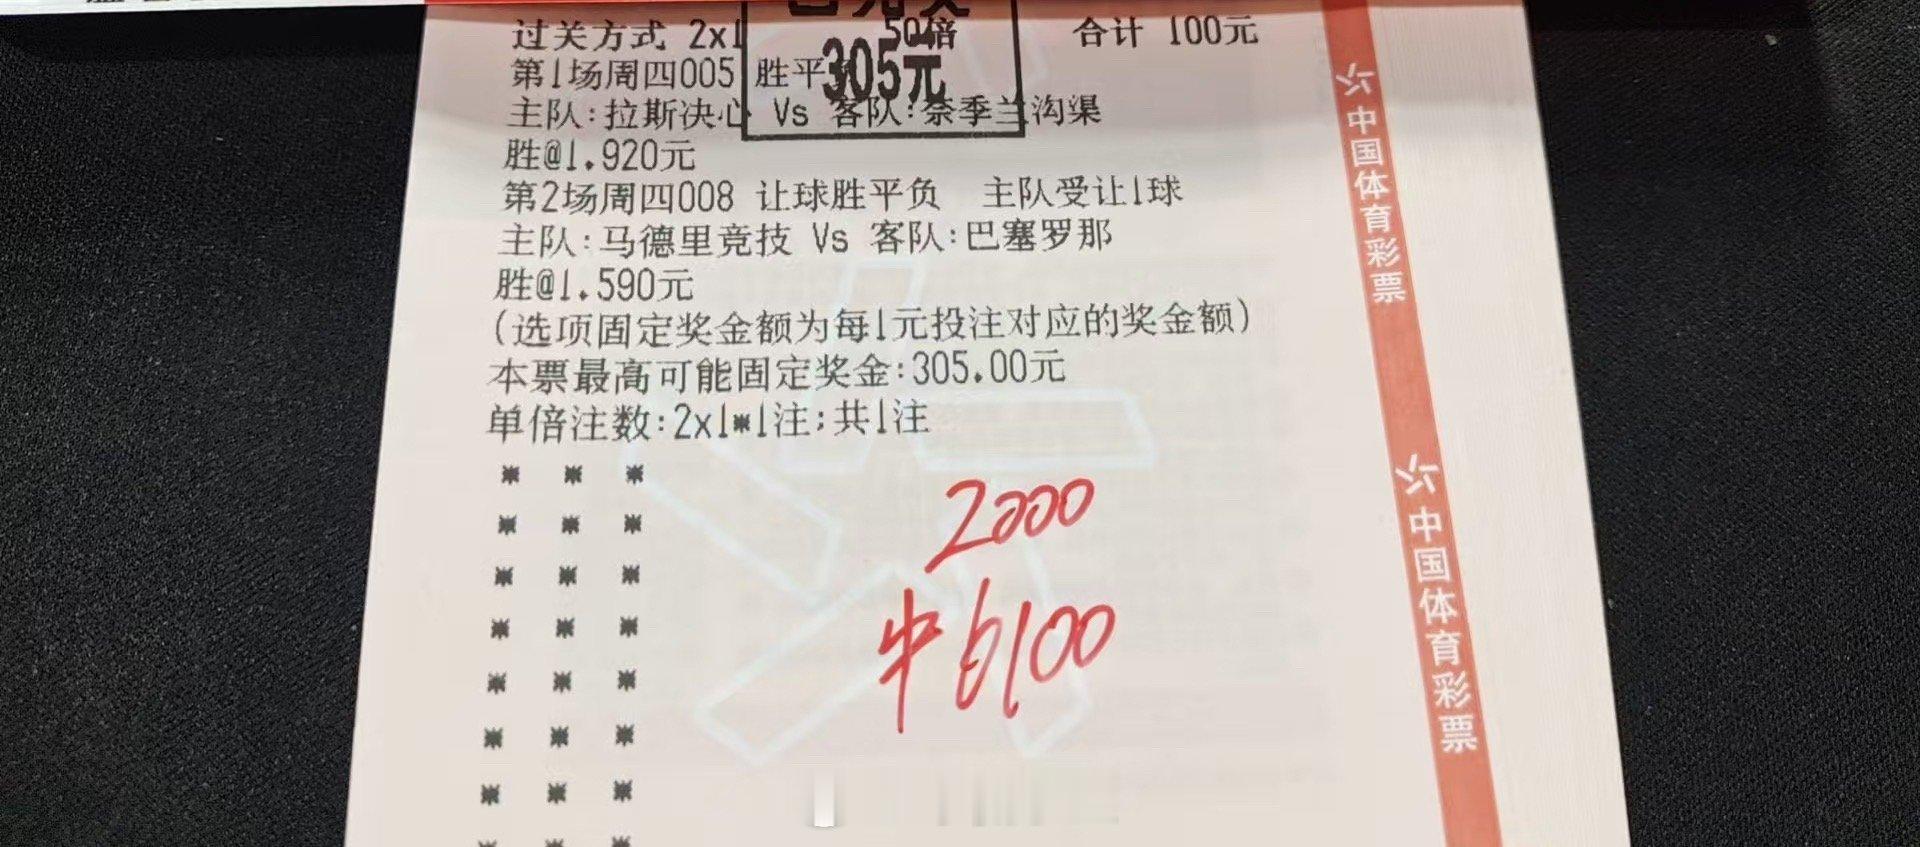 过关方式 2x1 50倍 合计 100元
305元
第1场周四005 胜平
主队:拉斯决心 Vs 客队:奈季兰沟渠
胜@1.920元
第2场周四008 让球胜平负 主队受让1球
主队:马德里竞技 Vs 客队:巴塞罗那
胜@1.590元
(选项固定奖金额为每1元投注对应的奖金额)
本票最高可能固定奖金:305.00元
单倍注数:2x1*1注;共1注
2000
中6100
中国体育彩票
中国体育彩票